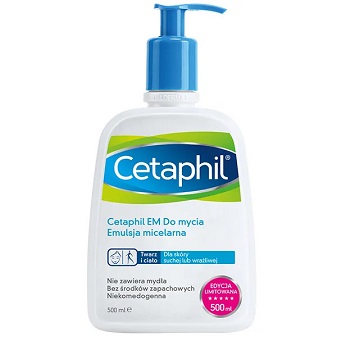 Cetaphil®
Cetaphil EM Do mycia
Emulsja micelarna
Twarz
i ciało
Dla skóry
suchej lub wrażliwej
Nie zawiera mydła
Bez środków zapachowych
Niekomedogenna
500 ml ℮
EDYCJA
LIMITOWANA
★★★★★
500 ml